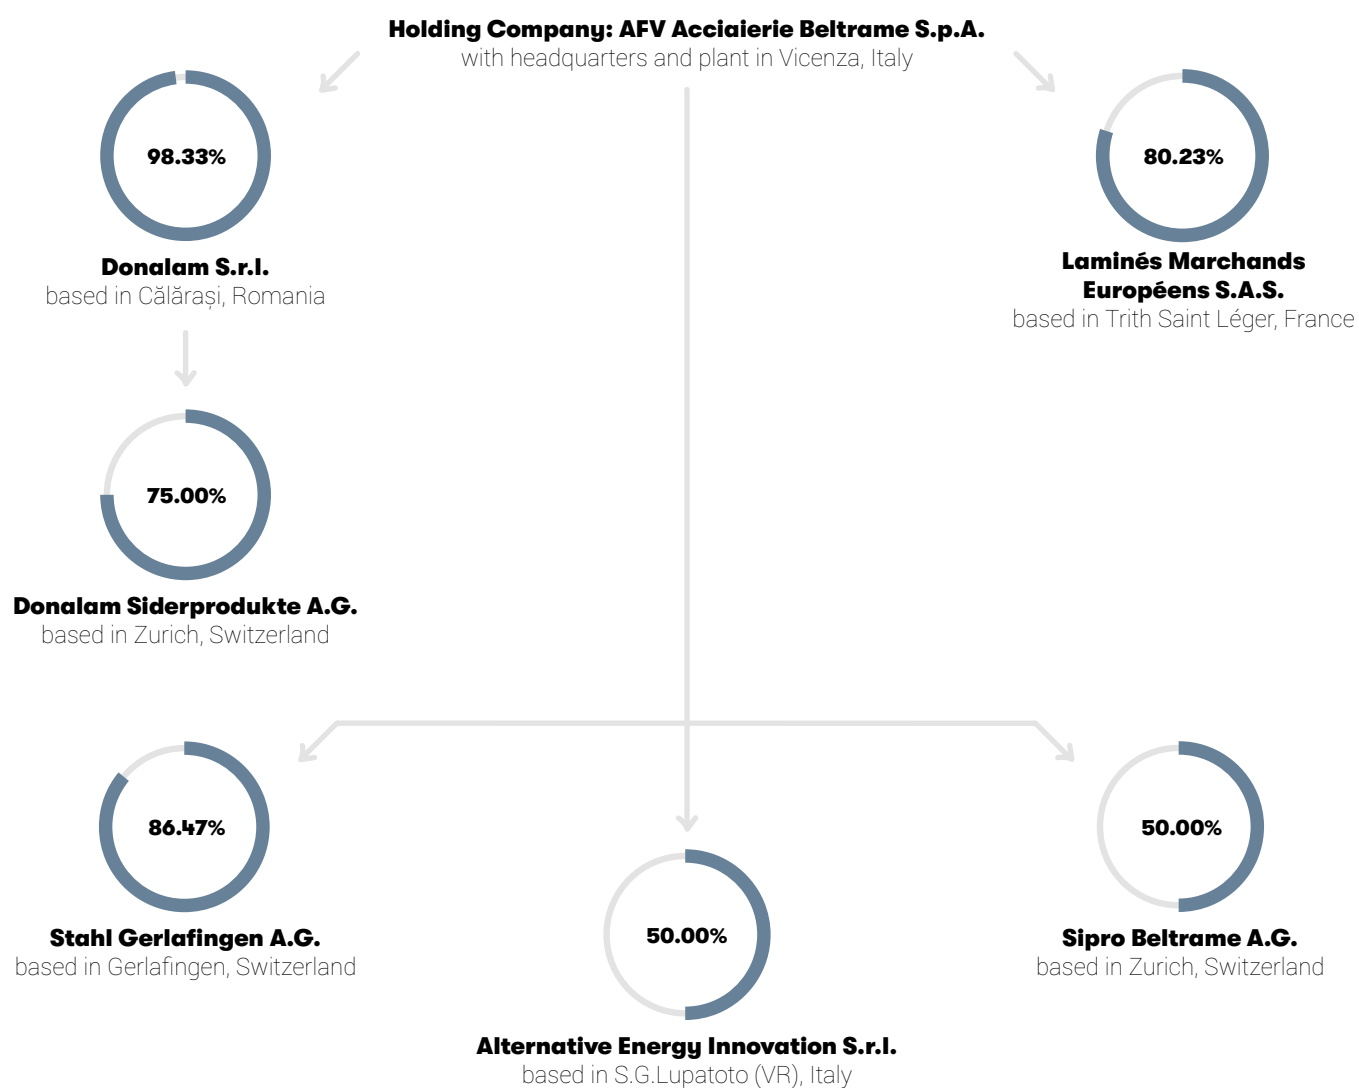 Holding Company: AFV Acciaierie Beltrame S.p.A.
with headquarters and plant in Vicenza, Italy
98.33%
Donalam S.r.l.
based in Călărași, Romania
80.23%
Laminés Marchands
Européens S.A.S.
based in Trith Saint Léger, France
75.00%
Donalam Siderprodukte A.G.
based in Zurich, Switzerland
86.47%
Stahl Gerlafingen A.G.
based in Gerlafingen, Switzerland
50.00%
Alternative Energy Innovation S.r.l.
based in S.G.Lupatoto (VR), Italy
50.00%
Sipro Beltrame A.G.
based in Zurich, Switzerland